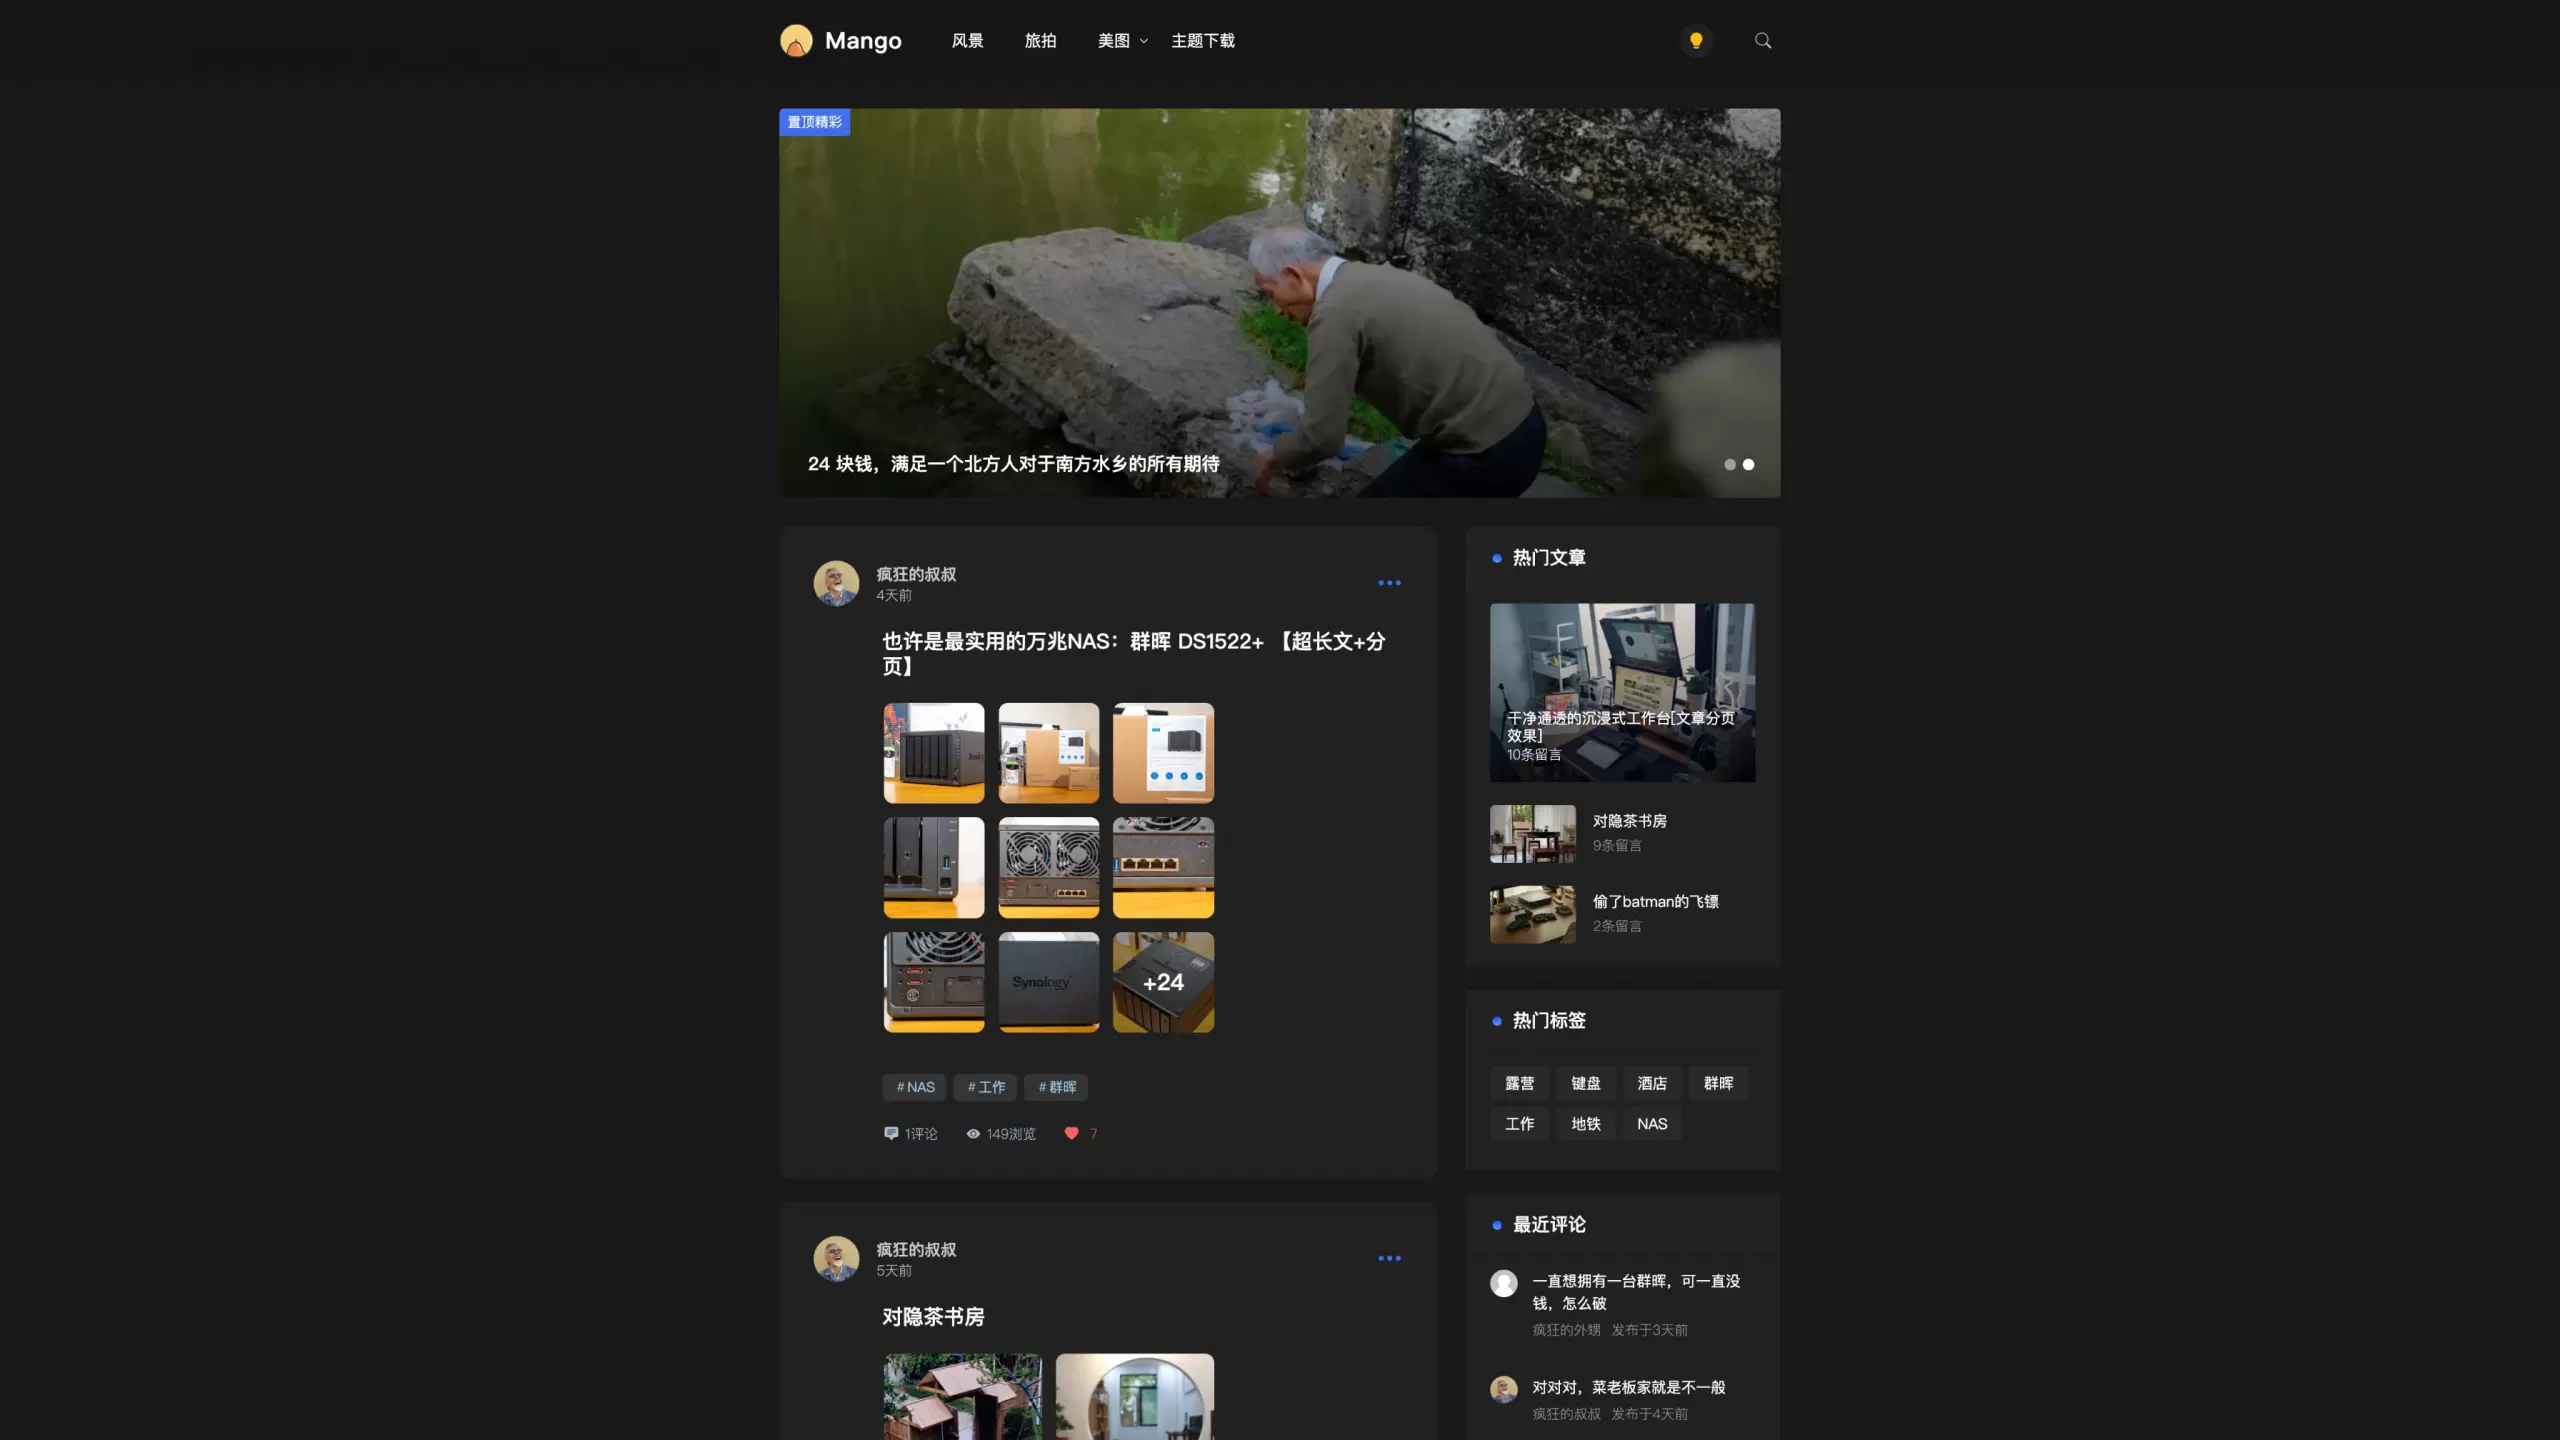 Mango
风景
旅拍
美图
主题下载
置顶精彩
24 块钱，满足一个北方人对于南方水乡的所有期待
疯狂的叔叔
4天前
也许是最实用的万兆NAS：群晖 DS1522+ 【超长文+分
页】
Synology
+24
# NAS
# 工作
# 群晖
1评论
149浏览
7
疯狂的叔叔
5天前
对隐茶书房
热门文章
干净通透的沉浸式工作台[文章分页
效果]
10条留言
对隐茶书房
9条留言
偷了batman的飞镖
2条留言
热门标签
露营
键盘
酒店
群晖
工作
地铁
NAS
最近评论
一直想拥有一台群晖，可一直没
钱，怎么破
疯狂的外甥 发布于3天前
对对对，菜老板家就是不一般
疯狂的叔叔 发布于4天前